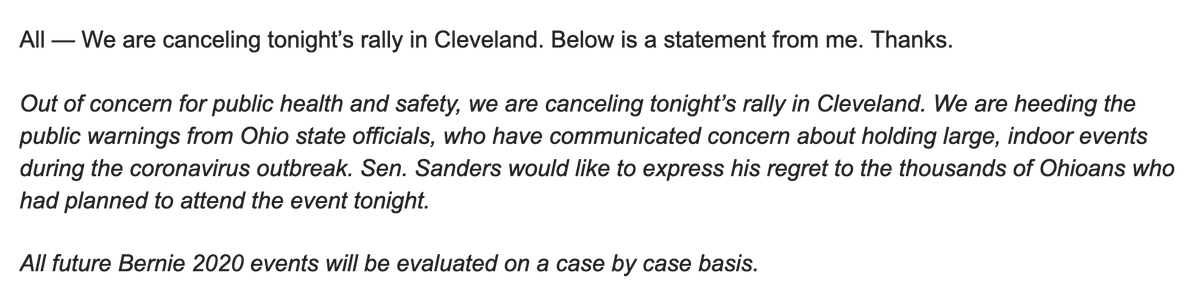 All — We are canceling tonight’s rally in Cleveland. Below is a statement from me. Thanks.
Out of concern for public health and safety, we are canceling tonight’s rally in Cleveland. We are heeding the
public warnings from Ohio state officials, who have communicated concern about holding large, indoor events
during the coronavirus outbreak. Sen. Sanders would like to express his regret to the thousands of Ohioans who
had planned to attend the event tonight.
All future Bernie 2020 events will be evaluated on a case by case basis.